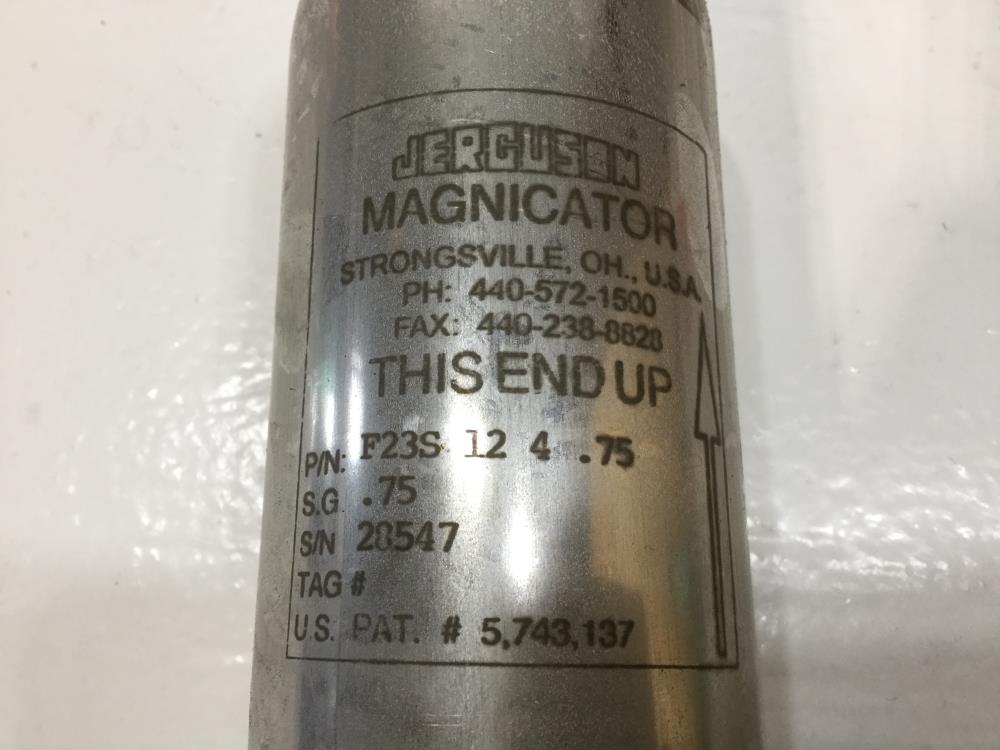 JERGUSON
MAGNICATOR
STRONGSVILLE, OH., U.S.A.
PH: 440-572-1500
FAX: 440-238-8828
THIS END UP
P/N: F23S 12 4 .75
S.G. .75
S/N 28547
TAG #
U.S. PAT. # 5,743,137